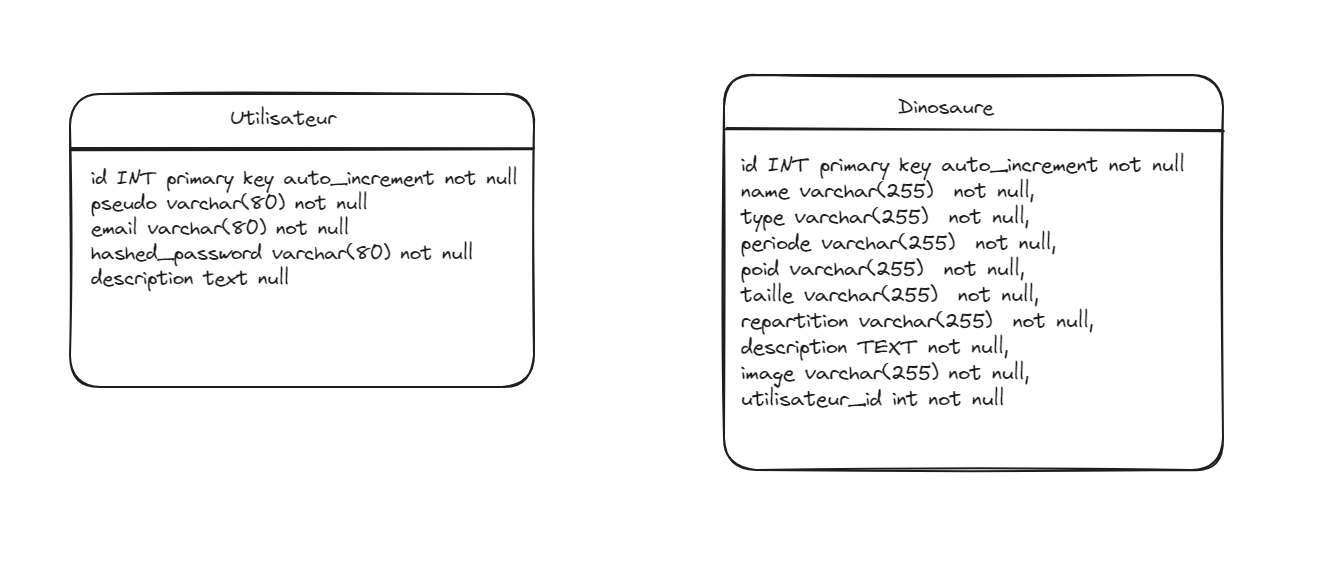 Utilisateur
id INT primary key auto_increment not null
pseudo varchar(80) not null
email varchar(80) not null
hashed_password varchar(80) not null
description text null
Dinosaure
id INT primary key auto_increment not null
name varchar(255) not null,
type varchar(255) not null,
periode varchar(255) not null,
poid varchar(255) not null,
taille varchar(255) not null,
repartition varchar(255) not null,
description TEXT not null,
image varchar(255) not null,
utilisateur_id int not null